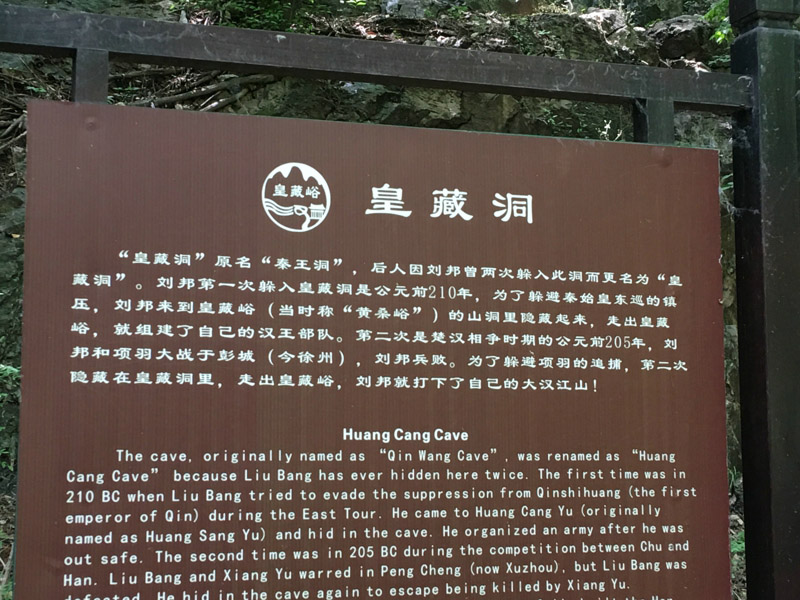 皇藏峪
皇藏洞
“皇藏洞”原名“秦王洞”，后人因刘邦曾两次躲入此洞而更名为“皇
藏洞”。刘邦第一次躲入皇藏洞是公元前210年，为了躲避秦始皇东巡的镇
压，刘邦来到皇藏峪（当时称“黄桑峪”）的山洞里隐藏起来，走出皇藏
峪，就组建了自己的汉王部队。第二次是楚汉相争时期的公元前205年，刘
邦和项羽大战于彭城（今徐州），刘邦兵败。为了躲避项羽的追捕，第二次
隐藏在皇藏洞里，走出皇藏峪，刘邦就打下了自己的大汉江山！
Huang Cang Cave
The cave, originally named as “Qin Wang Cave”, was renamed as “Huang
Cang Cave” because Liu Bang has ever hidden here twice. The first time was in
210 BC when Liu Bang tried to evade the suppression from Qinshihuang (the first
emperor of Qin) during the East Tour. He came to Huang Cang Yu (originally
named as Huang Sang Yu) and hid in the cave. He organized an army after he was
out safe. The second time was in 205 BC during the competition between Chu and
Han. Liu Bang and Xiang Yu warred in Peng Cheng (now Xuzhou), but Liu Bang was
defeated. He hid in the cave again to escape being killed by Xiang Yu.